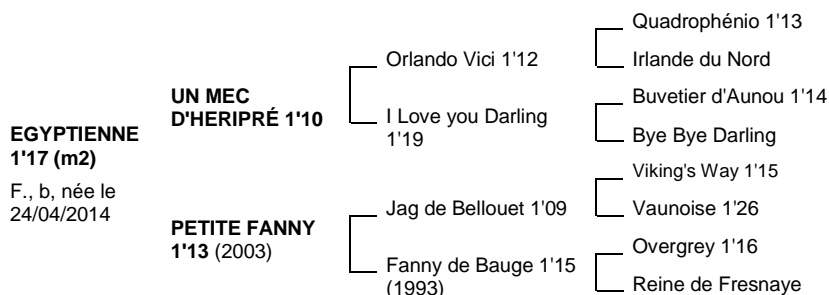 EGYPTIENNE
1'17 (m2)
F., b, née le
24/04/2014
UN MEC
D'HERIPRÉ 1'10
PETITE FANNY
1'13 (2003)
Orlando Vici 1'12
I Love you Darling
1'19
Jag de Bellouet 1'09
Fanny de Bauge 1'15
(1993)
Quadrophénio 1'13
Irlande du Nord
Buvetier d'Aunou 1'14
Bye Bye Darling
Viking's Way 1'15
Vaunoise 1'26
Overgrey 1'16
Reine de Fresnaye